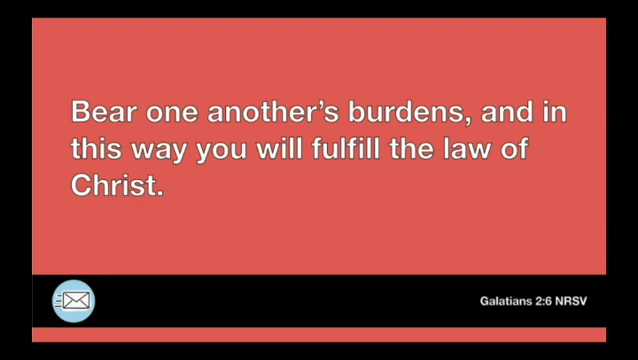 Bear one another's burdens, and in
this way you will fulfill the law of
Christ.
Galatians 2:6 NRSV